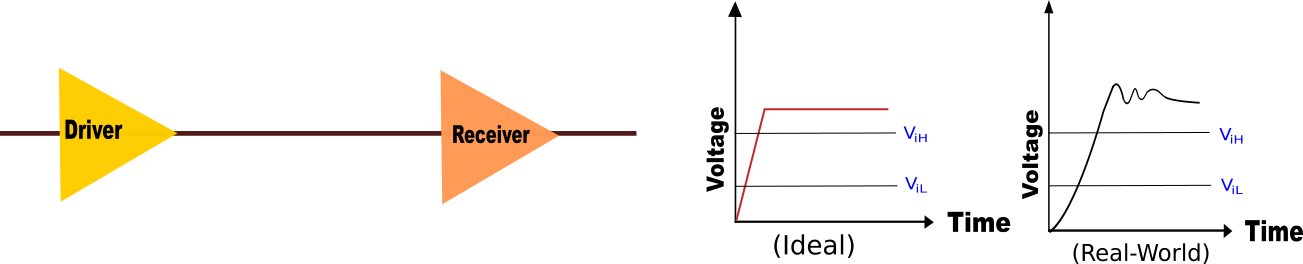 Driver
Receiver
Voltage
ViH
ViL
Time
(Ideal)
Voltage
ViH
ViL
Time
(Real-World)